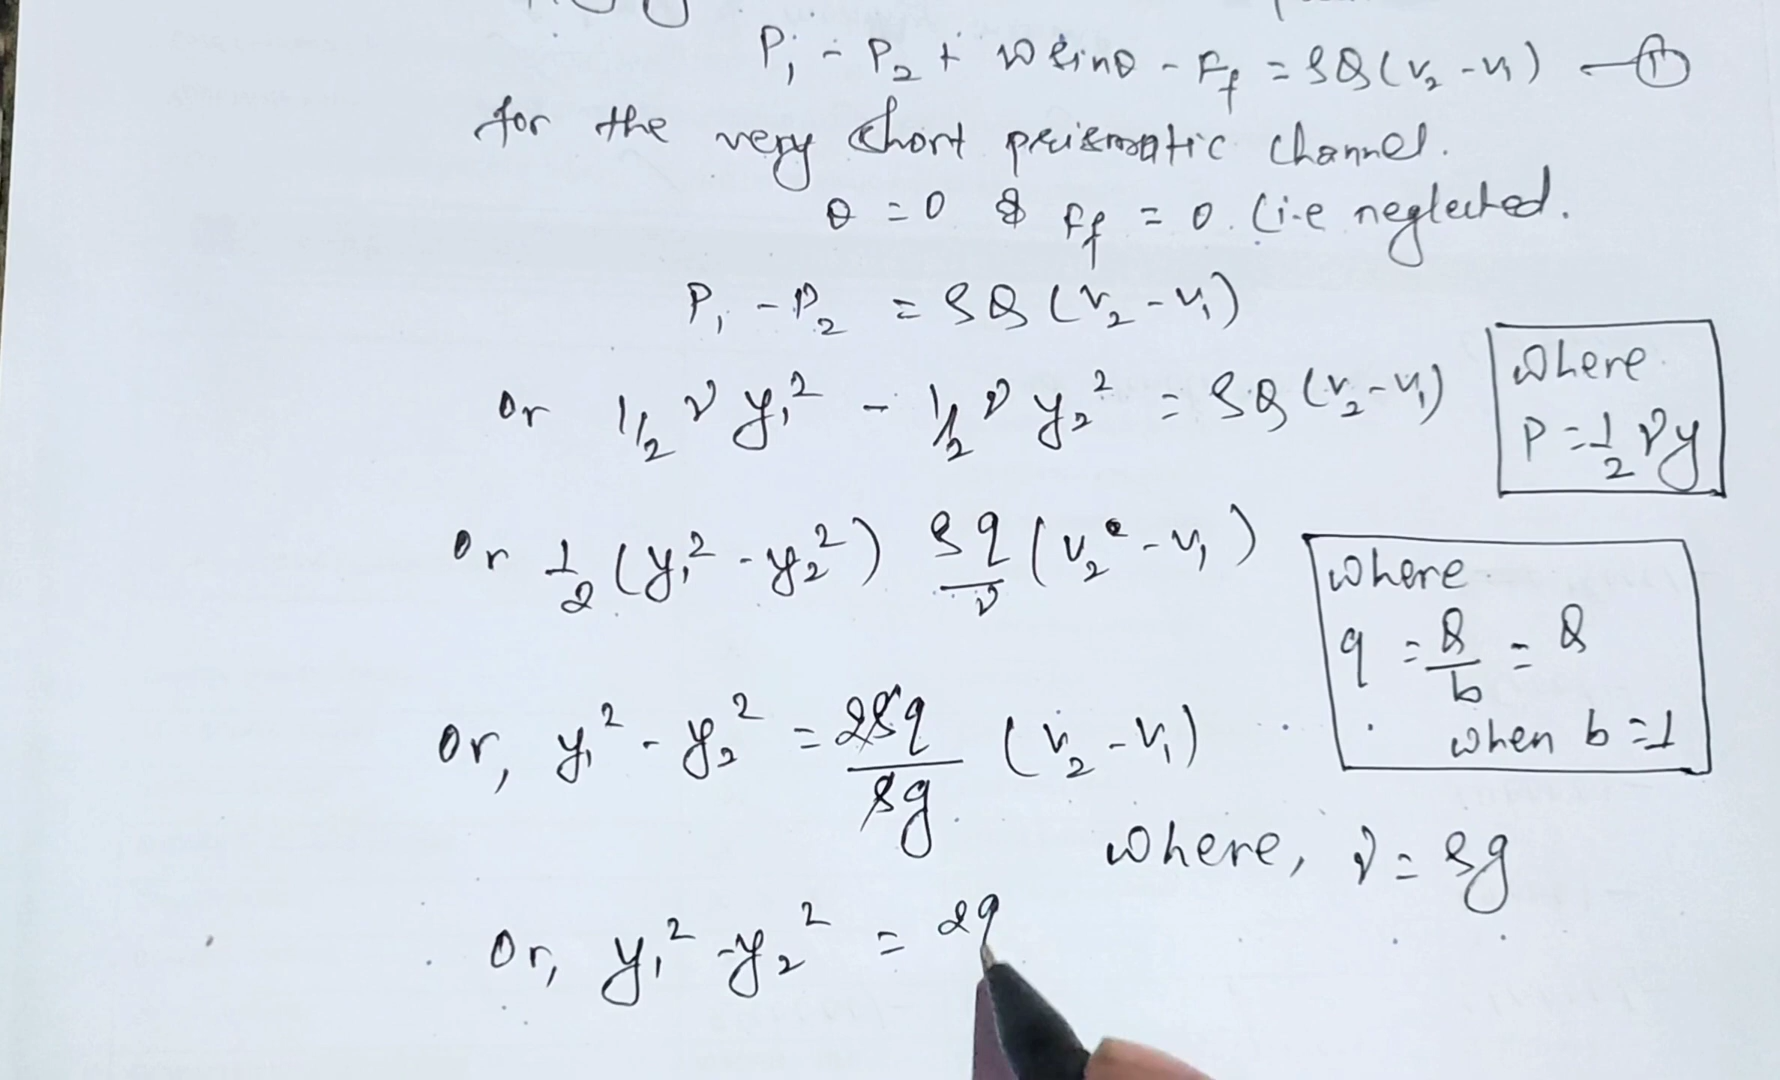 P₁ - P₂ + W sinθ - F_f = ρQ (v₂ - v₁) — ①
for the very short prismatic channel.
θ = 0 & F_f = 0. (i.e neglected.
P₁ - P₂ = ρQ (v₂ - v₁)
or 1/2 γ y₁² - 1/2 γ y₂² = ρQ (v₂ - v₁)
where
P = 1/2 γy
or 1/2 (y₁² - y₂²) ρq/γ (v₂ - v₁)
where
q = Q/b = Q
when b = 1
or, y₁² - y₂² = 2ρq/ρg (v₂ - v₁)
where, γ = ρg
or, y₁² - y₂² = 2q